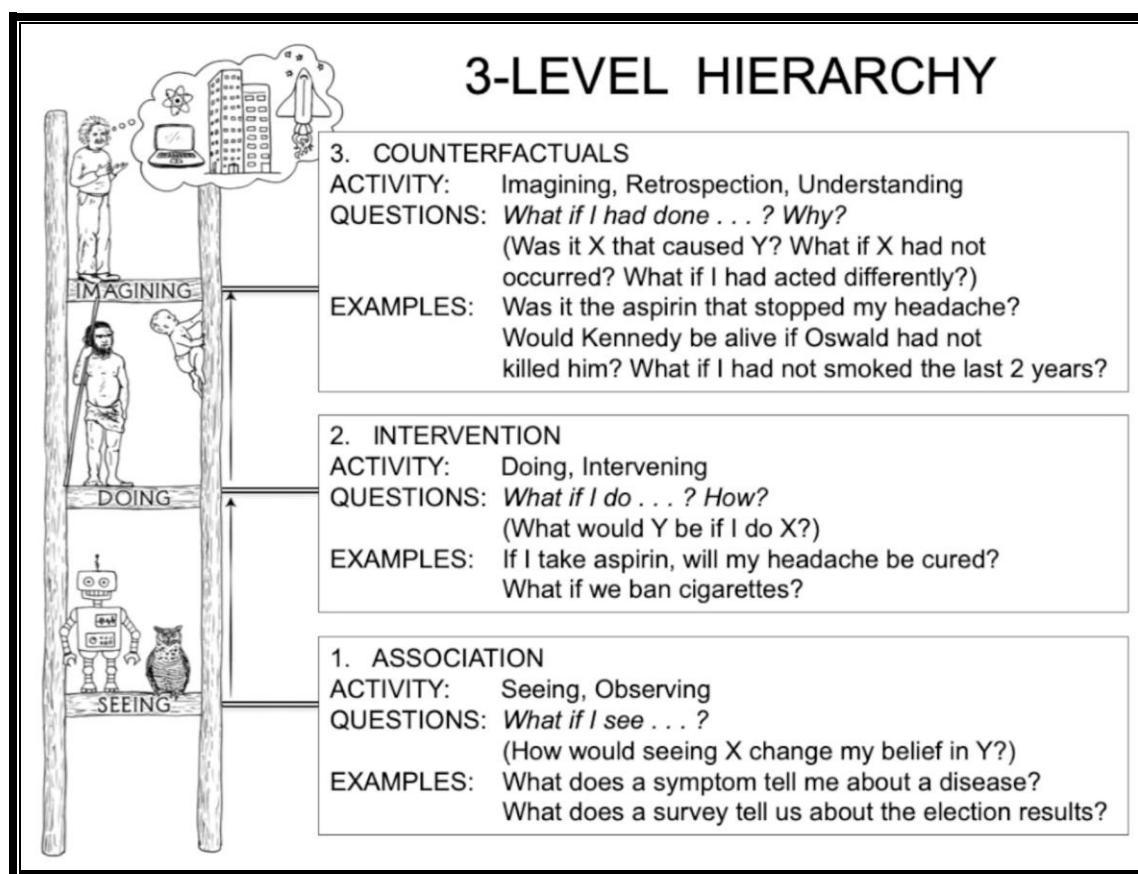 3-LEVEL HIERARCHY
3. COUNTERFACTUALS
ACTIVITY: Imagining, Retrospection, Understanding
QUESTIONS: What if I had done . . . ? Why?
(Was it X that caused Y? What if X had not
occurred? What if I had acted differently?)
EXAMPLES: Was it the aspirin that stopped my headache?
Would Kennedy be alive if Oswald had not
killed him? What if I had not smoked the last 2 years?
IMAGINING
2. INTERVENTION
ACTIVITY: Doing, Intervening
QUESTIONS: What if I do . . . ? How?
(What would Y be if I do X?)
EXAMPLES: If I take aspirin, will my headache be cured?
What if we ban cigarettes?
DOING
1. ASSOCIATION
ACTIVITY: Seeing, Observing
QUESTIONS: What if I see . . . ?
(How would seeing X change my belief in Y?)
EXAMPLES: What does a symptom tell me about a disease?
What does a survey tell us about the election results?
SEEING